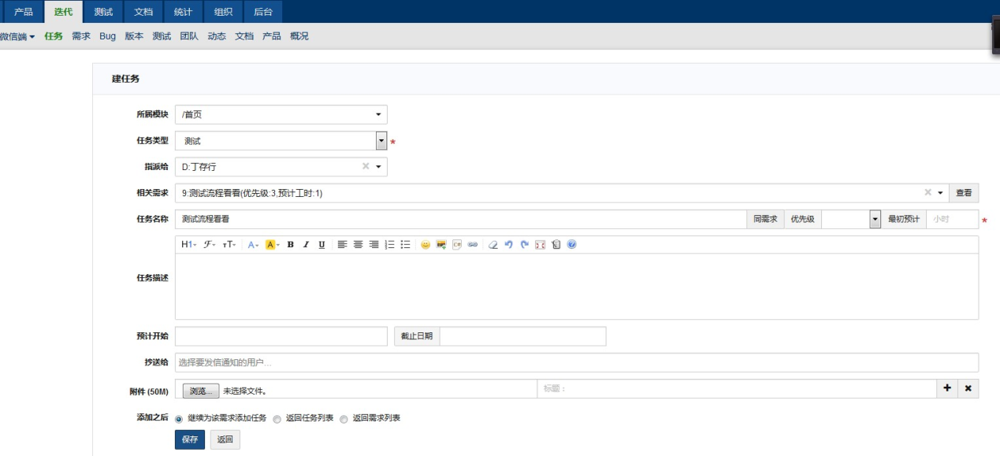 产品 迭代 测试 文档 统计 组织 后台
微信端 任务 需求 Bug 版本 测试 团队 动态 文档 产品 概况
建任务
所属模块 /首页
任务类型 测试 *
指派给 D:丁存行
相关需求 9:测试流程看看(优先级:3,预计工时:1) 查看
任务名称 测试流程看看 同需求 优先级 最初预计 小时 *
H1 F TT A A B I U
任务描述
预计开始 截止日期
抄送给 选择要发信通知的用户...
附件 (50M) 浏览... 未选择文件。 标题：
添加之后 继续为该需求添加任务 返回任务列表 返回需求列表
保存 返回